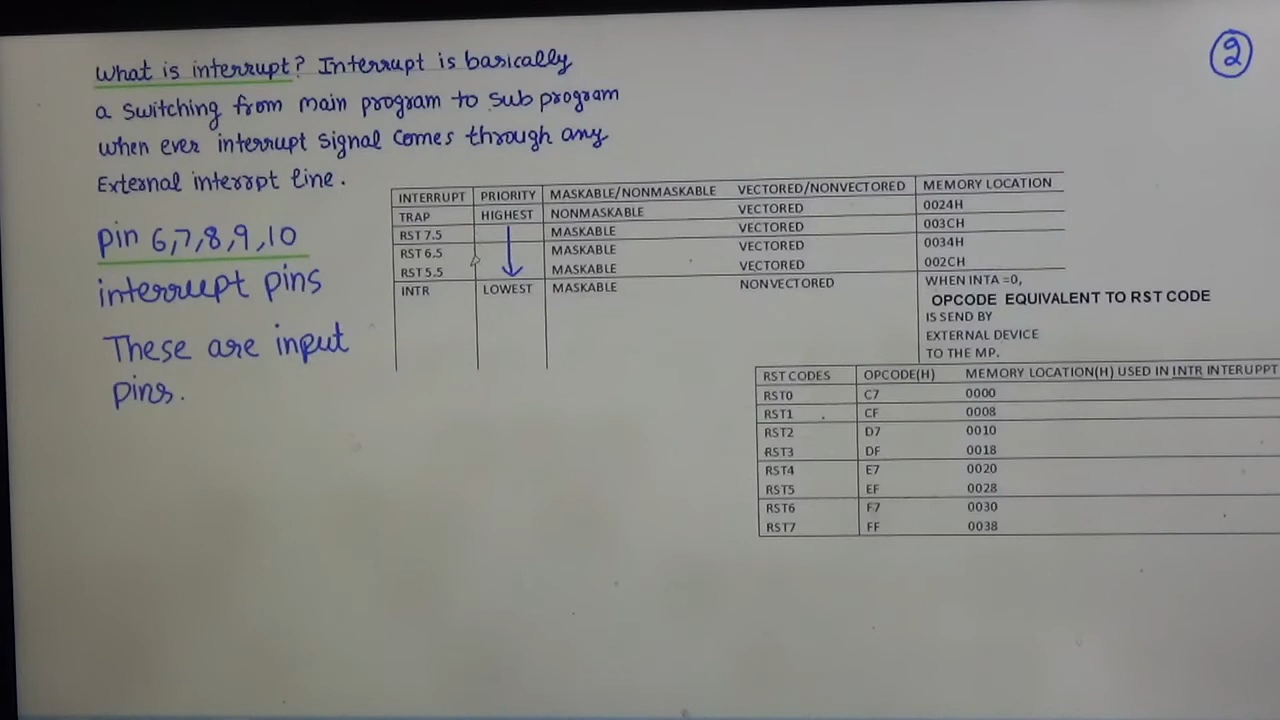 What is interrupt? Interrupt is basically
a switching from main program to sub program
when ever interrupt signal comes through any
External interrpt line.
pin 6,7,8,9,10
interrupt pins
These are input
pins.
2
INTERRUPT PRIORITY MASKABLE/NONMASKABLE VECTORED/NONVECTORED MEMORY LOCATION
TRAP HIGHEST NONMASKABLE VECTORED 0024H
RST 7.5 MASKABLE VECTORED 003CH
RST 6.5 MASKABLE VECTORED 0034H
RST 5.5 MASKABLE VECTORED 002CH
INTR LOWEST MASKABLE NONVECTORED WHEN INTA =0,
OPCODE EQUIVALENT TO RST CODE
IS SEND BY
EXTERNAL DEVICE
TO THE MP.
RST CODES OPCODE(H) MEMORY LOCATION(H) USED IN INTR INTERUPPT
RST0 C7 0000
RST1 CF 0008
RST2 D7 0010
RST3 DF 0018
RST4 E7 0020
RST5 EF 0028
RST6 F7 0030
RST7 FF 0038